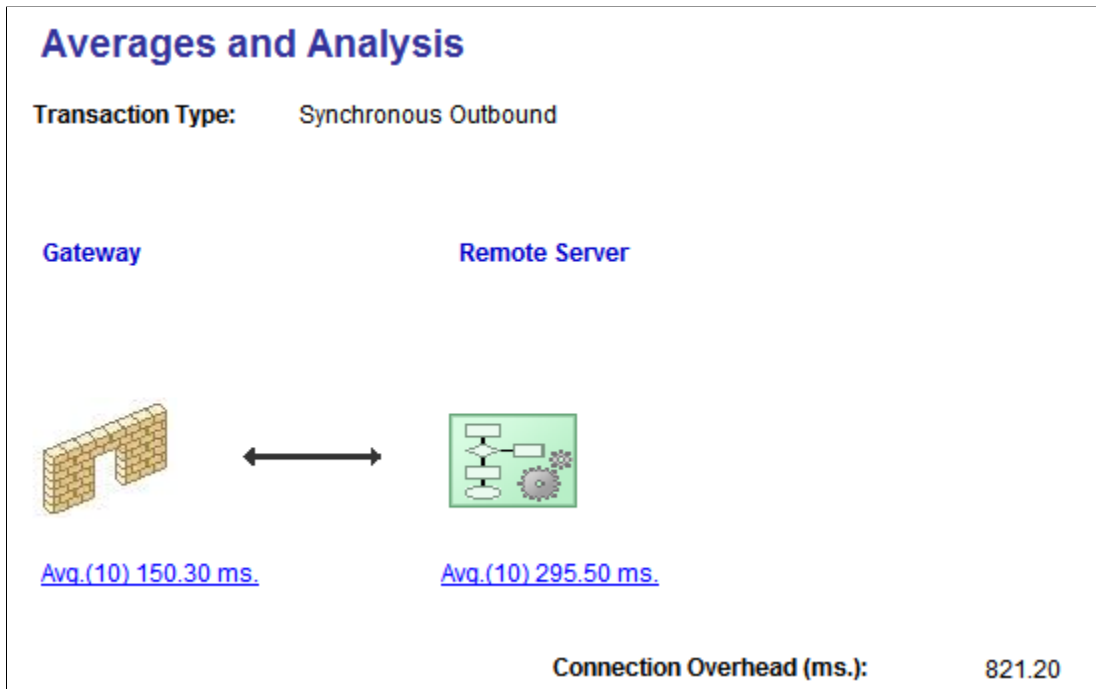 Averages and Analysis
Transaction Type: Synchronous Outbound
Gateway Remote Server
Avg.(10) 150.30 ms. Avg.(10) 295.50 ms.
Connection Overhead (ms.): 821.20